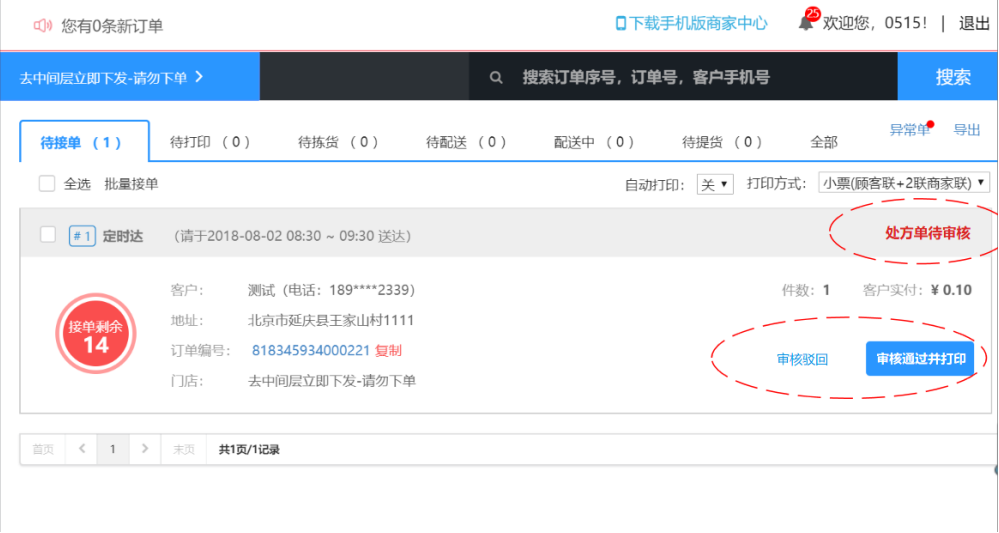 您有0条新订单
下载手机版商家中心 25 欢迎您，0515！ | 退出
去中间层立即下发-请勿下单 搜索订单序号，订单号，客户手机号 搜索
待接单 （1） 待打印 （0） 待拣货 （0） 待配送 （0） 配送中 （0） 待提货 （0） 全部 异常单 导出
全选 批量接单 自动打印： 关 打印方式： 小票(顾客联+2联商家联)
#1 定时达 （请于2018-08-02 08:30 ~ 09:30 送达） 处方单待审核
接单剩余
14
客户： 测试（电话：189****2339） 件数：1 客户实付：¥ 0.10
地址： 北京市延庆县王家山村1111
订单编号： 818345934000221 复制 审核驳回 审核通过并打印
门店： 去中间层立即下发-请勿下单
首页 1 末页 共1页/1记录